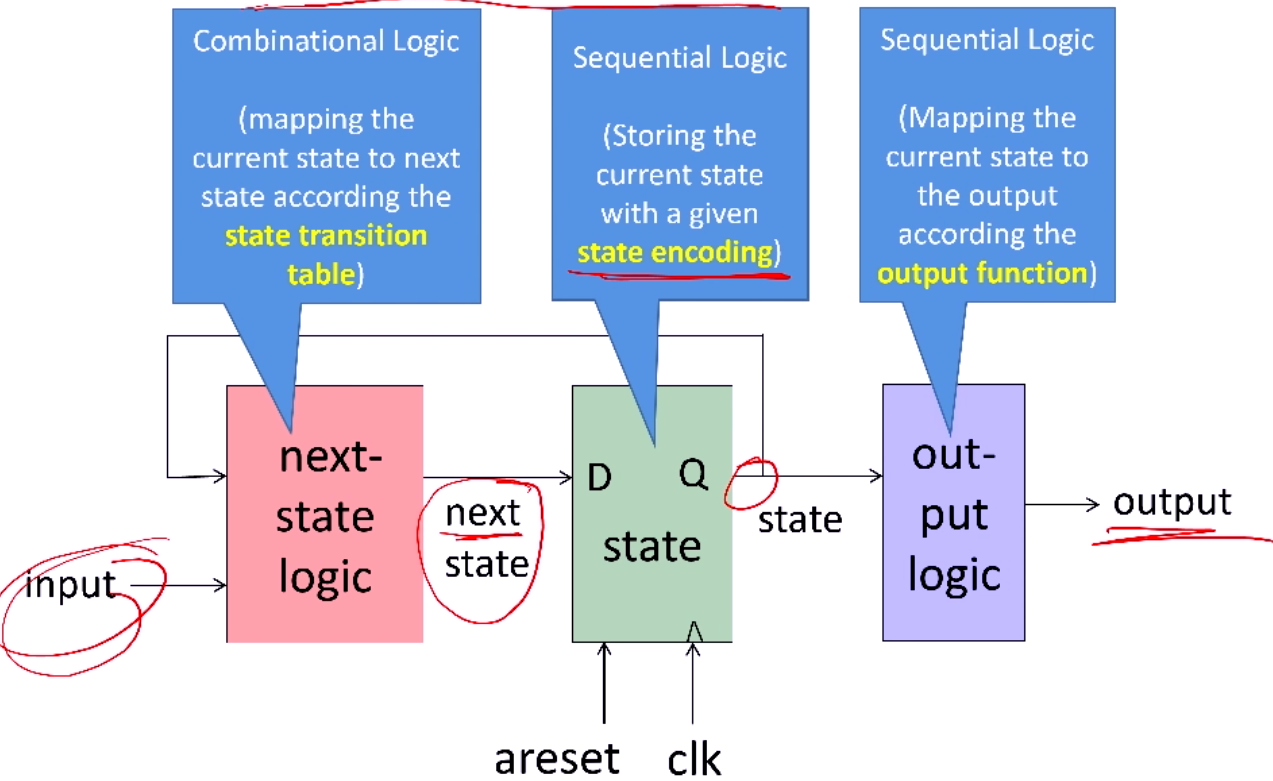 Combinational Logic
(mapping the
current state to next
state according the
state transition
table)
Sequential Logic
(Storing the
current state
with a given
state encoding)
Sequential Logic
(Mapping the
current state to
the output
according the
output function)
next-
state
logic
input
next
state
D Q
state
areset clk
state
out-
put
logic
output